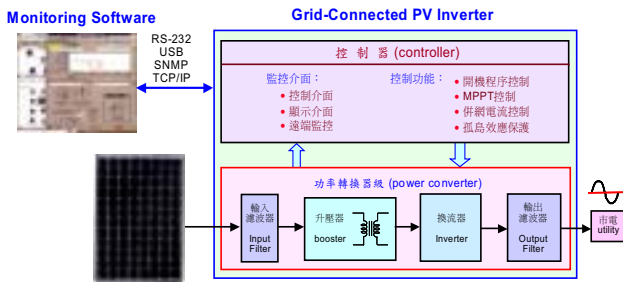 Monitoring Software
Grid-Connected PV Inverter
RS-232
USB
SNMP
TCP/IP
控 制 器 (controller)
監控介面：
• 控制介面
• 顯示介面
• 遠端監控
控制功能：
• 開機程序控制
• MPPT控制
• 併網電流控制
• 孤島效應保護
功率轉換器級 (power converter)
輸入
濾波器
Input
Filter
升壓器
booster
換流器
Inverter
輸出
濾波器
Output
Filter
市電
utility